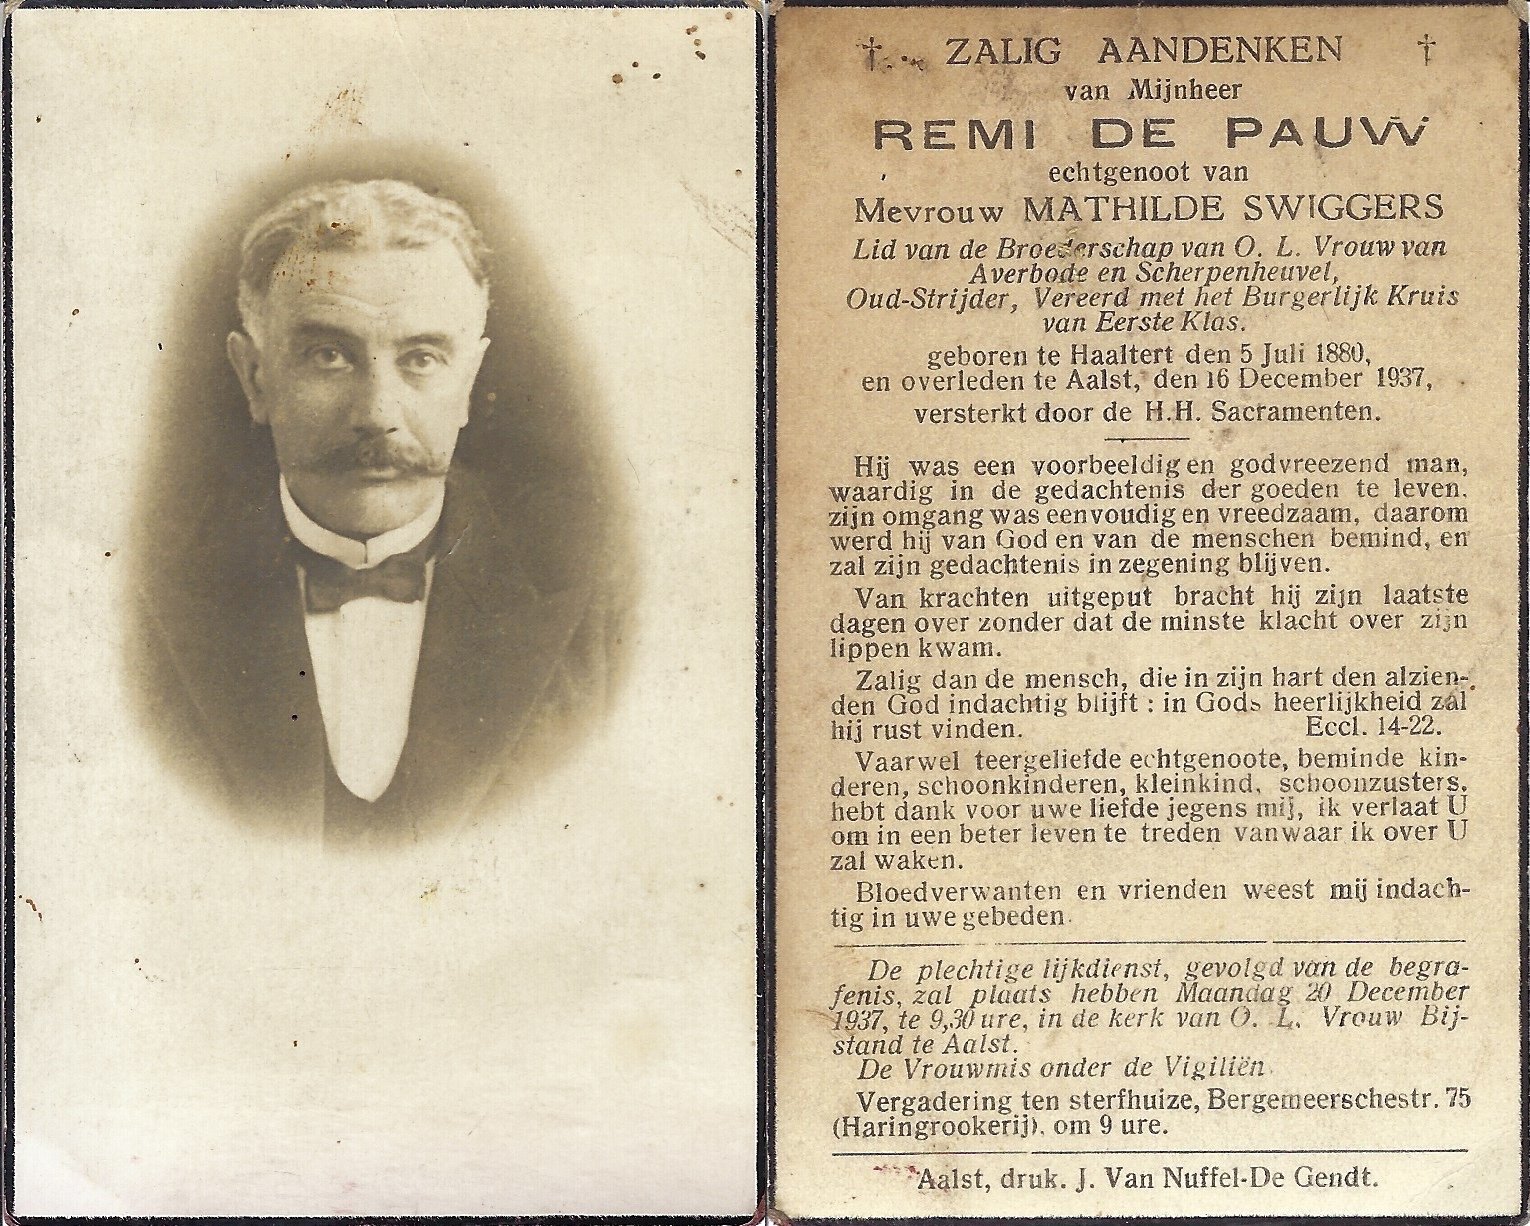 † ZALIG AANDENKEN †
van Mijnheer
REMI DE PAUW
echtgenoot van
Mevrouw MATHILDE SWIGGERS
Lid van de Broederschap van O. L. Vrouw van
Averbode en Scherpenheuvel,
Oud-Strijder, Vereerd met het Burgerlijk Kruis
van Eerste Klas.
geboren te Haaltert den 5 Juli 1880,
en overleden te Aalst, den 16 December 1937,
versterkt door de H.H. Sacramenten.
Hij was een voorbeeldig en godvreezend man,
waardig in de gedachtenis der goeden te leven.
zijn omgang was eenvoudig en vreedzaam, daarom
werd hij van God en van de menschen bemind, en
zal zijn gedachtenis in zegening blijven.
Van krachten uitgeput bracht hij zijn laatste
dagen over zonder dat de minste klacht over zijn
lippen kwam.
Zalig dan de mensch, die in zijn hart den alzien-
den God indachtig blijft : in Gods heerlijkheid zal
hij rust vinden. Eccl. 14-22.
Vaarwel teergeliefde echtgenoote, beminde kin-
deren, schoonkinderen, kleinkind, schoonzusters.
hebt dank voor uwe liefde jegens mij, ik verlaat U
om in een beter leven te treden vanwaar ik over U
zal waken.
Bloedverwanten en vrienden weest mij indach-
tig in uwe gebeden.
De plechtige lijkdienst, gevolgd van de begra-
fenis, zal plaats hebben Maandag 20 December
1937, te 9,30 ure, in de kerk van O. L. Vrouw Bij-
stand te Aalst.
De Vrouwmis onder de Vigiliën.
Vergadering ten sterfhuize, Bergemeerschestr. 75
(Haringrookerij), om 9 ure.
Aalst, druk. J. Van Nuffel-De Gendt.